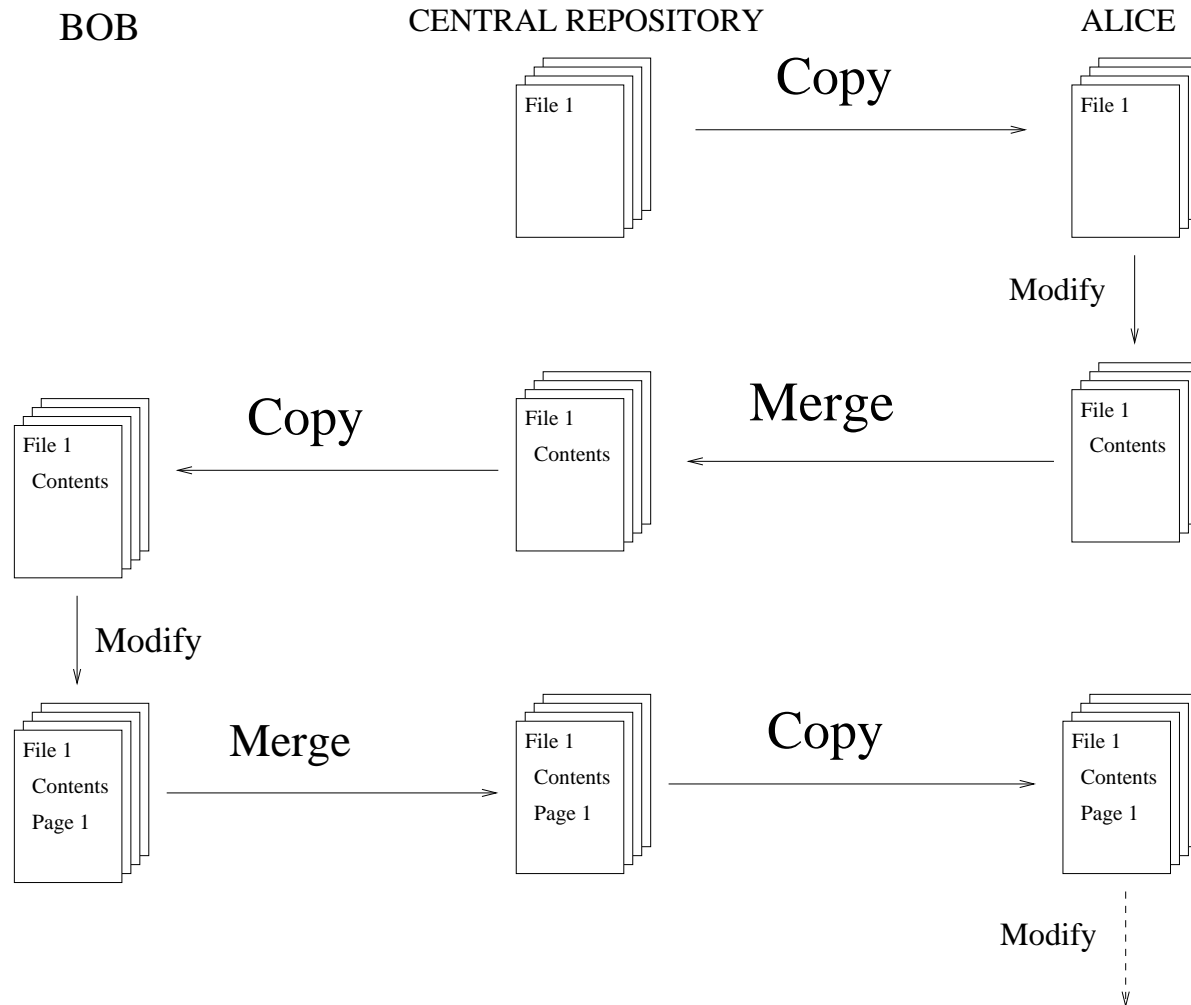 BOB
CENTRAL REPOSITORY
ALICE
File 1
Copy
File 1
Modify
File 1
Contents
Copy
File 1
Contents
Merge
File 1
Contents
Modify
File 1
Contents
Page 1
Merge
File 1
Contents
Page 1
Copy
File 1
Contents
Page 1
Modify